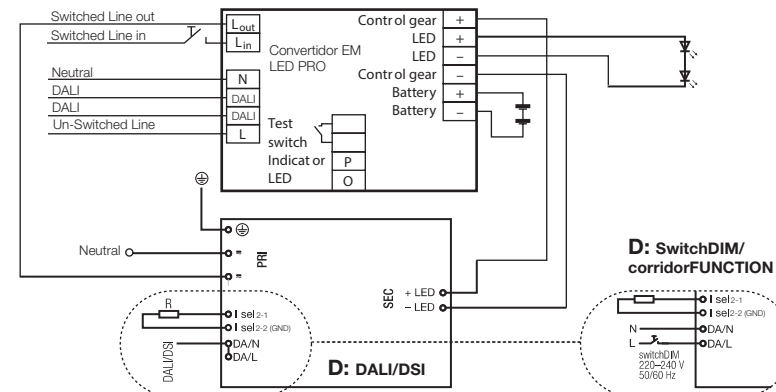 Switched Line out
Switched Line in
Neutral
DALI
DALI
Un-Switched Line
Lout
Lin
N
DALI
DALI
L
Convertidor EM
LED PRO
Test
switch
Indicat or
LED
P
O
Control gear +
LED +
LED –
Control gear –
Battery +
Battery –
Neutral
=
=
PRI
SEC
+ LED
– LED
R
I sel 2-1
I sel 2-2 (GND)
DA/N
DA/L
DALI/DSI
D: DALI/DSI
D: SwitchDIM/
corridorFUNCTION
I sel 2-1
I sel 2-2 (GND)
N
DA/N
L
DA/L
switchDIM
220–240 V
50/60 Hz